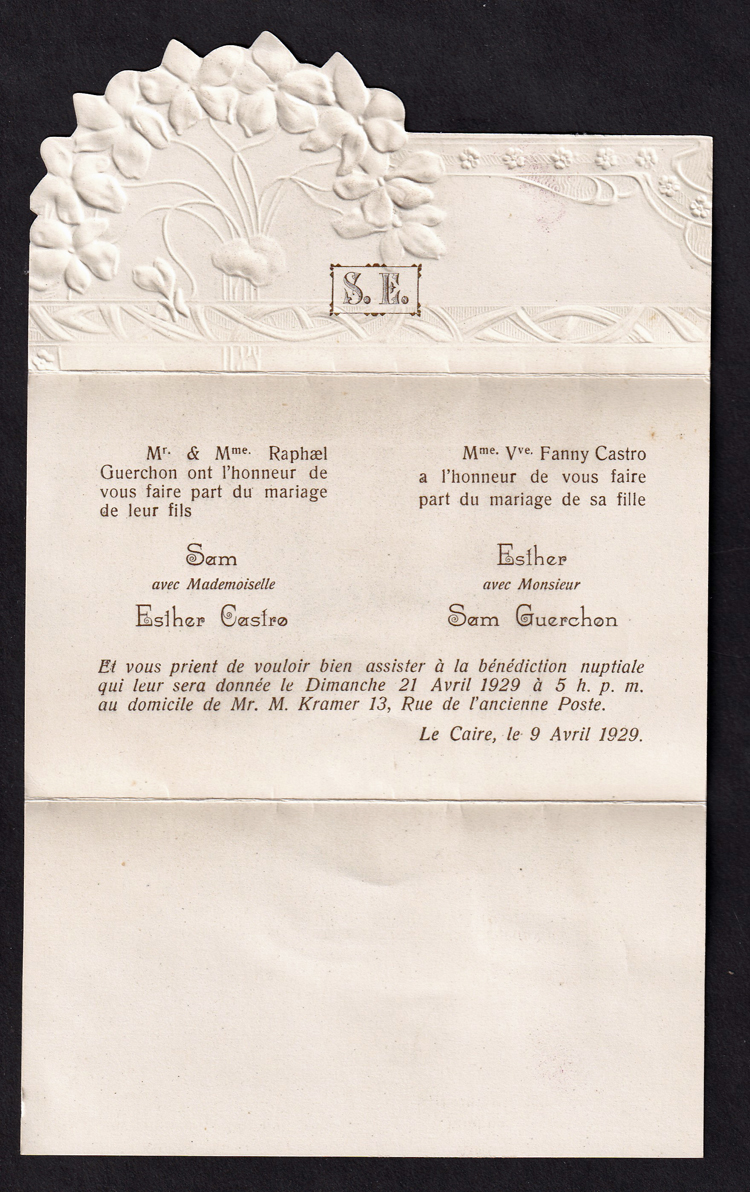 S. E.
Mr. & Mme. Raphæl
Guerchon ont l'honneur de
vous faire part du mariage
de leur fils
Sam
avec Mademoiselle
Esther Castro
Mme. Vve. Fanny Castro
a l'honneur de vous faire
part du mariage de sa fille
Esther
avec Monsieur
Sam Guerchon
Et vous prient de vouloir bien assister à la bénédiction nuptiale
qui leur sera donnée le Dimanche 21 Avril 1929 à 5 h. p. m.
au domicile de Mr. M. Kramer 13, Rue de l'ancienne Poste.
Le Caire, le 9 Avril 1929.